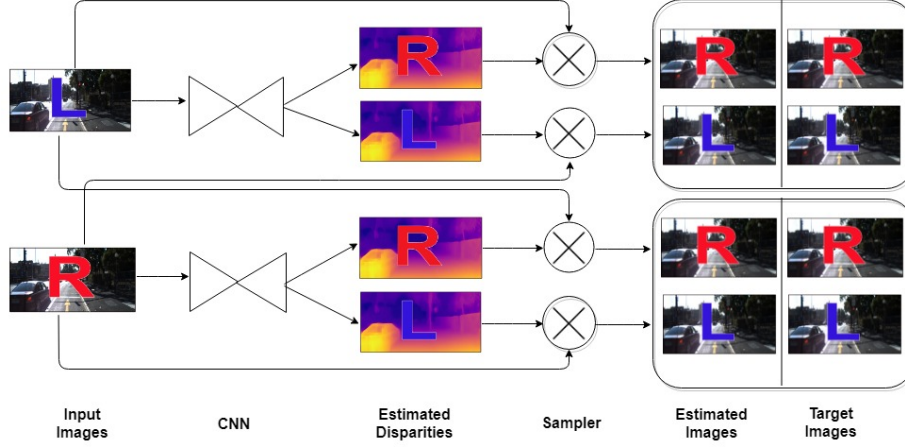 R
R
R
L
L
L
L
R
R
R
R
L
L
L
Input
Images
CNN
Estimated
Disparities
Sampler
Estimated
Images
Target
Images